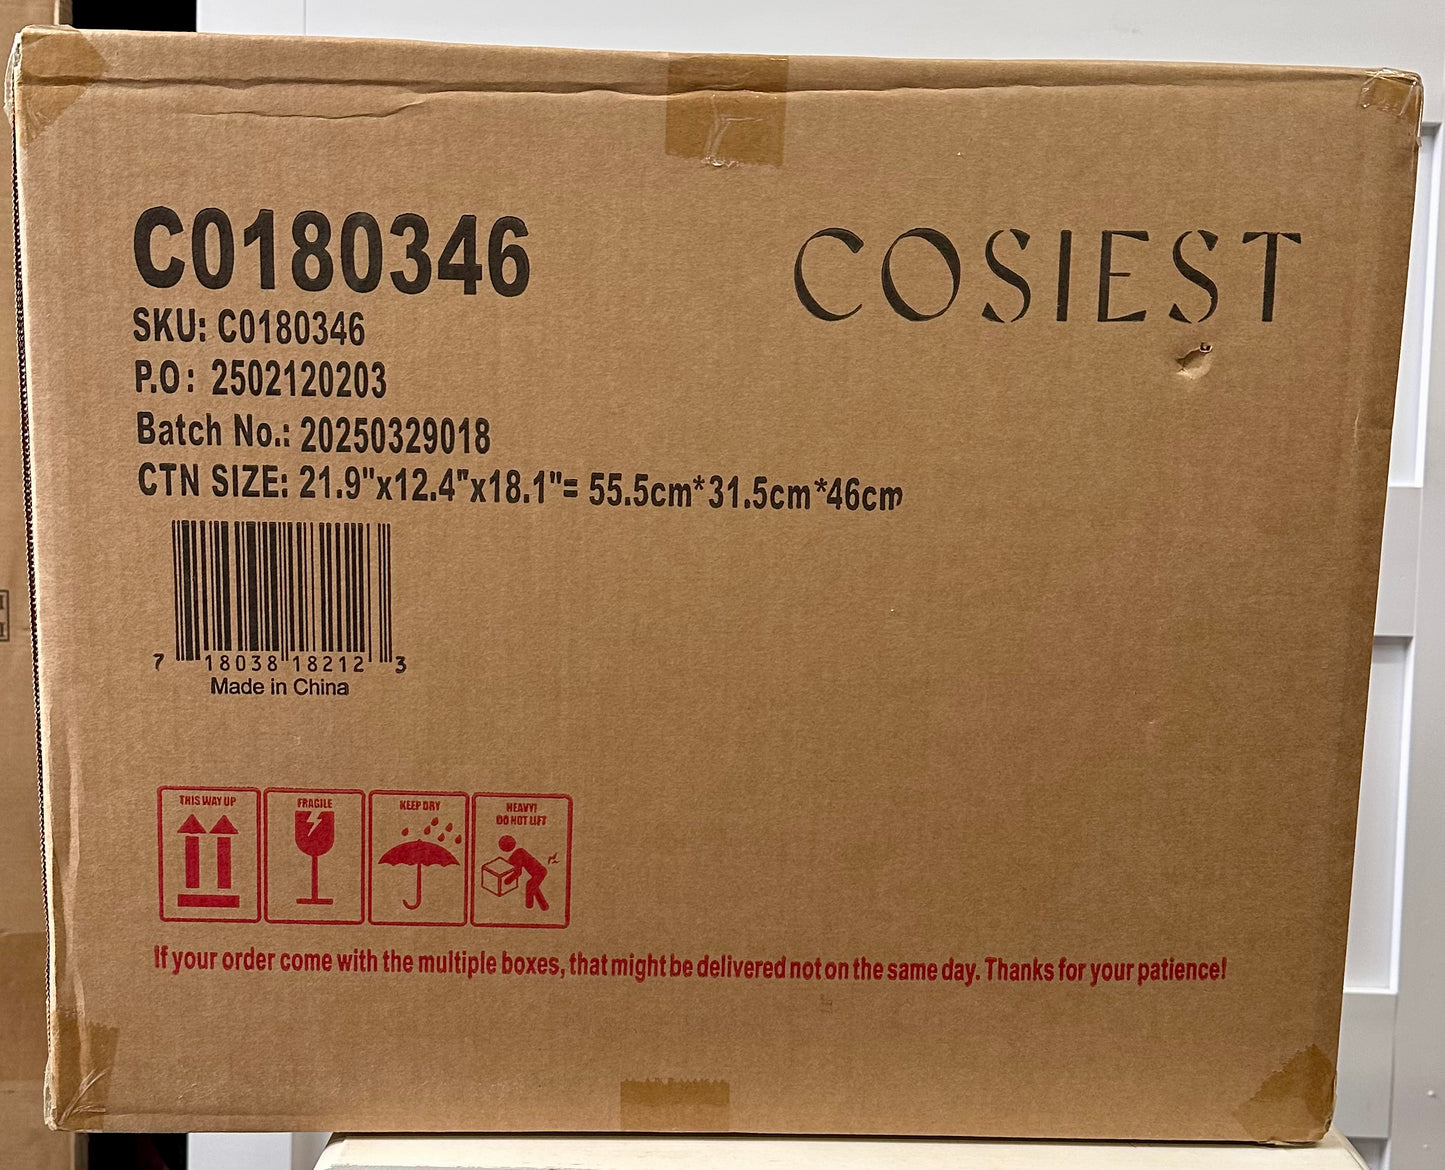 C0180346
COSIEST
SKU: C0180346
P.O: 2502120203
Batch No.: 20250329018
CTN SIZE: 21.9"x12.4"x18.1"= 55.5cm*31.5cm*46cm
7 18038 18212 3
Made in China
THIS WAY UP
FRAGILE
KEEP DRY
HEAVY!
DO NOT LIFT
If your order come with the multiple boxes, that might be delivered not on the same day. Thanks for your patience!